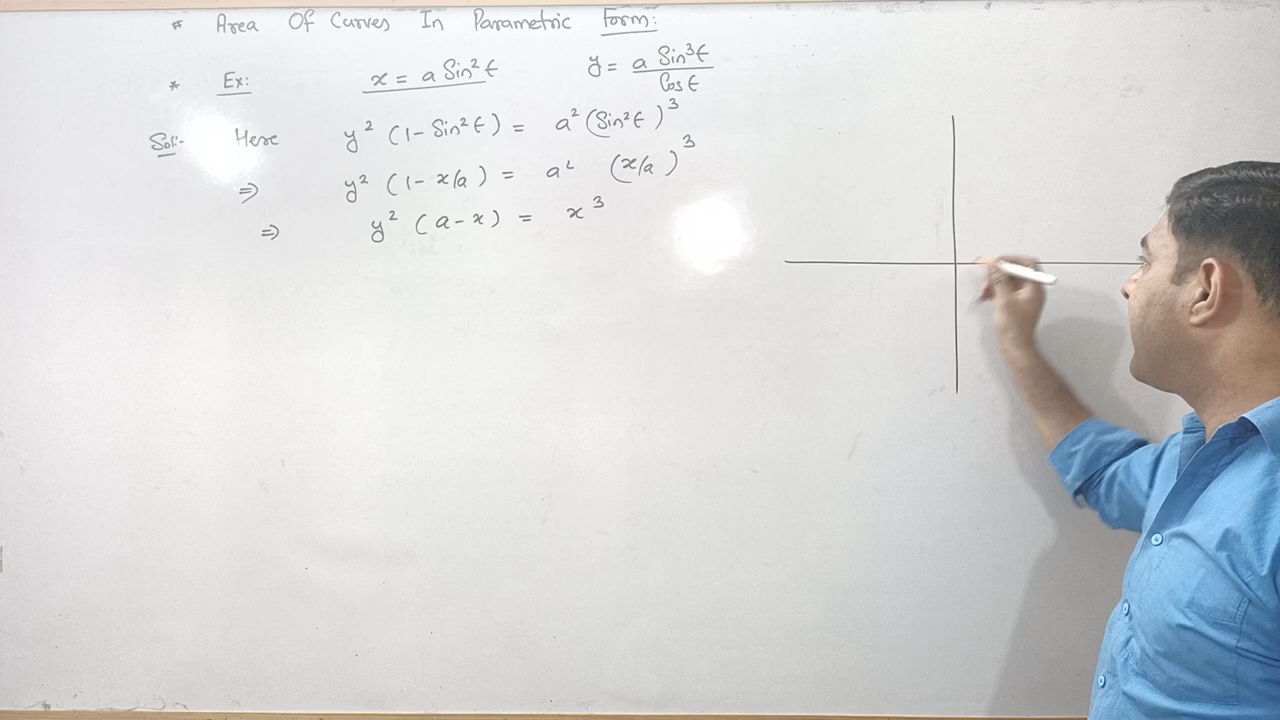 * Area Of Curves In Parametric Form:
* Ex: x = a Sin²t y = a Sin³t / Cos t
Sol:- Here y² (1 - Sin²t) = a² (Sin²t)³
⇒ y² (1 - x/a) = a² (x/a)³
⇒ y² (a - x) = x³